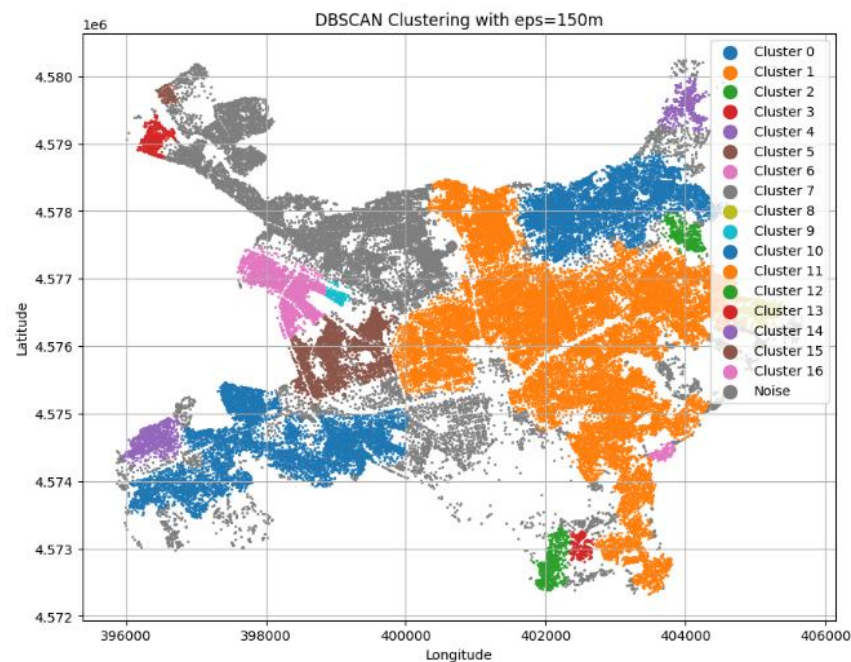 DBSCAN Clustering with eps=150m
1e6
4.580
4.579
4.578
4.577
4.576
4.575
4.574
4.573
4.572
Latitude
396000
398000
400000
402000
404000
406000
Longitude
Cluster 0
Cluster 1
Cluster 2
Cluster 3
Cluster 4
Cluster 5
Cluster 6
Cluster 7
Cluster 8
Cluster 9
Cluster 10
Cluster 11
Cluster 12
Cluster 13
Cluster 14
Cluster 15
Cluster 16
Noise